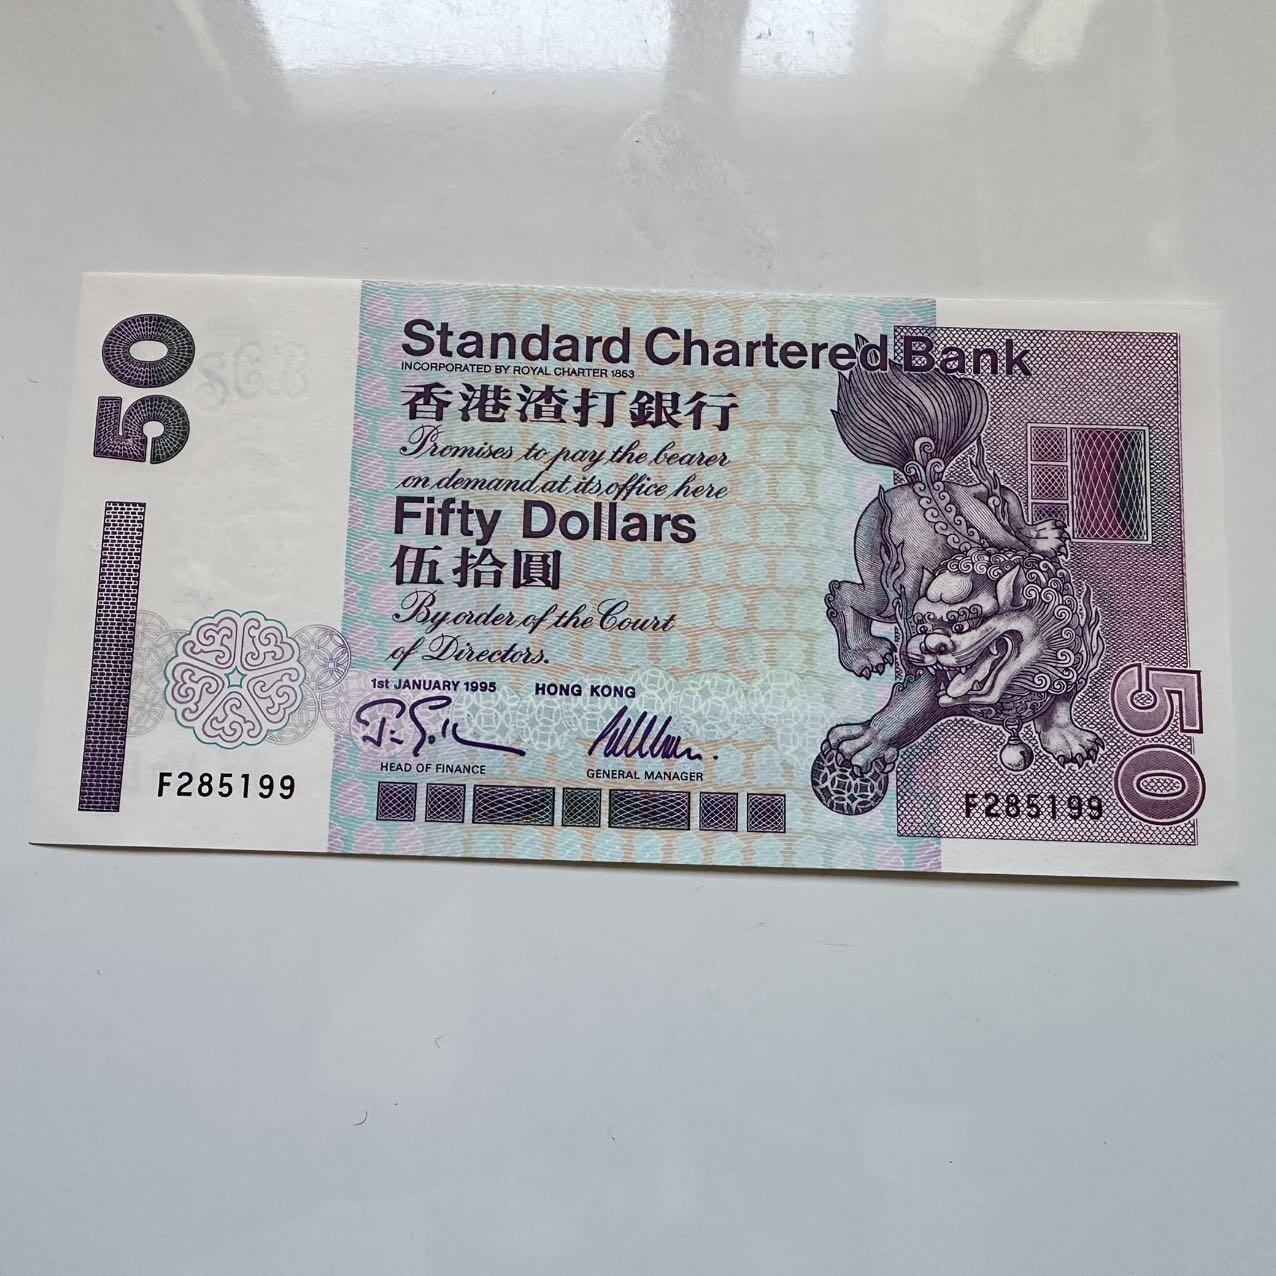 50
Standard Chartered Bank
INCORPORATED BY ROYAL CHARTER 1853
香港渣打銀行
Promises to pay the bearer
on demand at its office here
Fifty Dollars
伍拾圓
By order of the Court
of Directors.
1st JANUARY 1995 HONG KONG
HEAD OF FINANCE GENERAL MANAGER
F285199
F285199
50